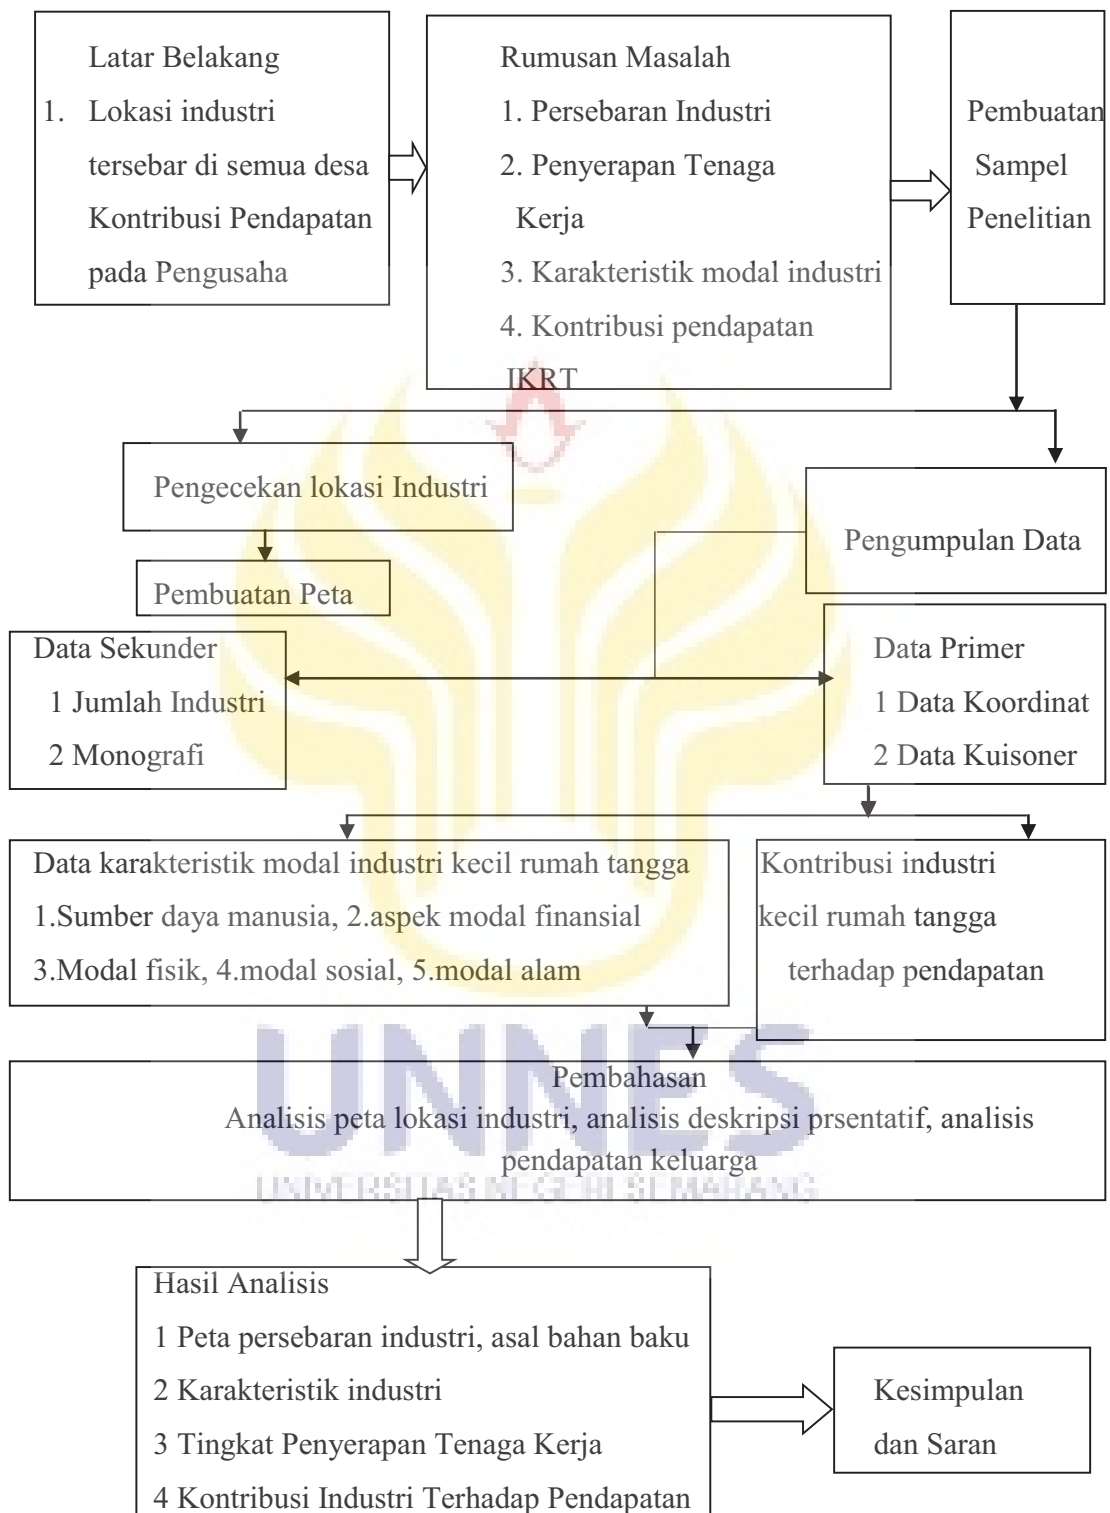 Latar Belakang
1. Lokasi industri
tersebar di semua desa
Kontribusi Pendapatan
pada Pengusaha
Rumusan Masalah
1. Persebaran Industri
2. Penyerapan Tenaga
Kerja
3. Karakteristik modal industri
4. Kontribusi pendapatan
IKRT
Pembuatan
Sampel
Penelitian
Pengecekan lokasi Industri
Pengumpulan Data
Pembuatan Peta
Data Sekunder
1 Jumlah Industri
2 Monografi
Data Primer
1 Data Koordinat
2 Data Kuisoner
Data karakteristik modal industri kecil rumah tangga
1.Sumber daya manusia, 2.aspek modal finansial
3.Modal fisik, 4.modal sosial, 5.modal alam
Kontribusi industri
kecil rumah tangga
terhadap pendapatan
Pembahasan
Analisis peta lokasi industri, analisis deskripsi prsentatif, analisis
pendapatan keluarga
UNNES
UNIVERSITAS NEGERI SEMARANG
Hasil Analisis
1 Peta persebaran industri, asal bahan baku
2 Karakteristik industri
3 Tingkat Penyerapan Tenaga Kerja
4 Kontribusi Industri Terhadap Pendapatan
Kesimpulan
dan Saran